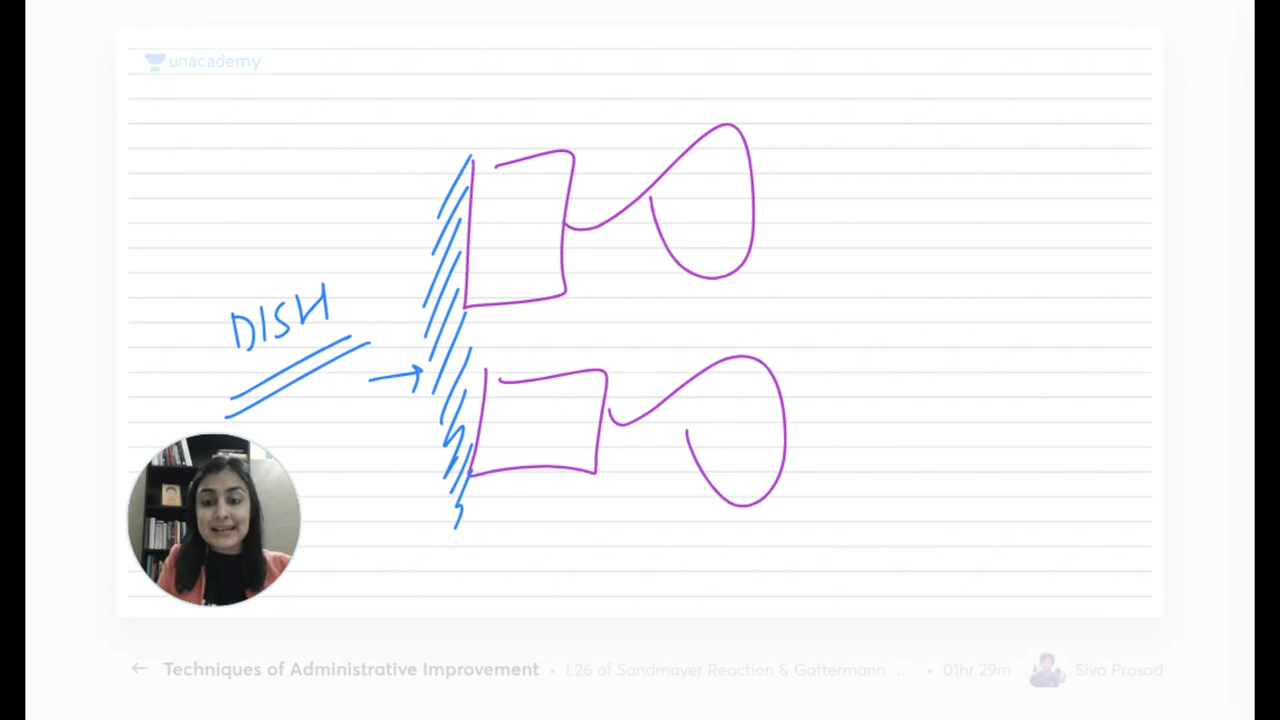 unacademy
DISH
← Techniques of Administrative Improvement • L26 of Sandmayer Reaction & Gattermann ... • 01hr 29m Siva Prasad